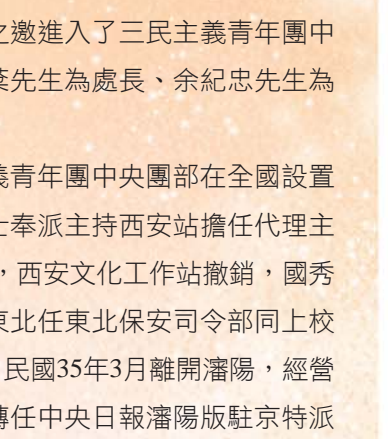 之邀進入了三民主義青年團中
葉先生為處長、余紀忠先生為
義青年團中央團部在全國設置
士奉派主持西安站擔任代理主
，西安文化工作站撤銷，國秀
東北任東北保安司令部同上校
民國35年3月離開瀋陽，經營
轉任中央日報瀋陽版駐京特派